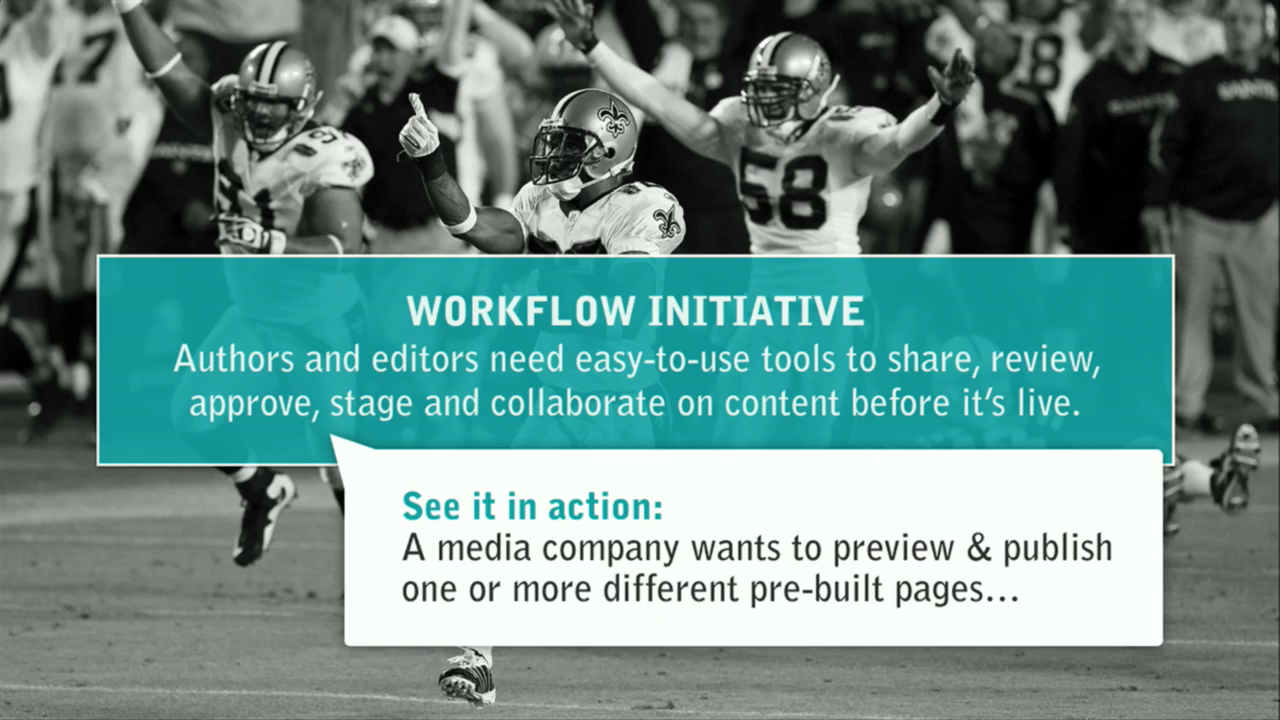 58
WORKFLOW INITIATIVE
Authors and editors need easy-to-use tools to share, review,
approve, stage and collaborate on content before it’s live.
See it in action:
A media company wants to preview & publish
one or more different pre-built pages…